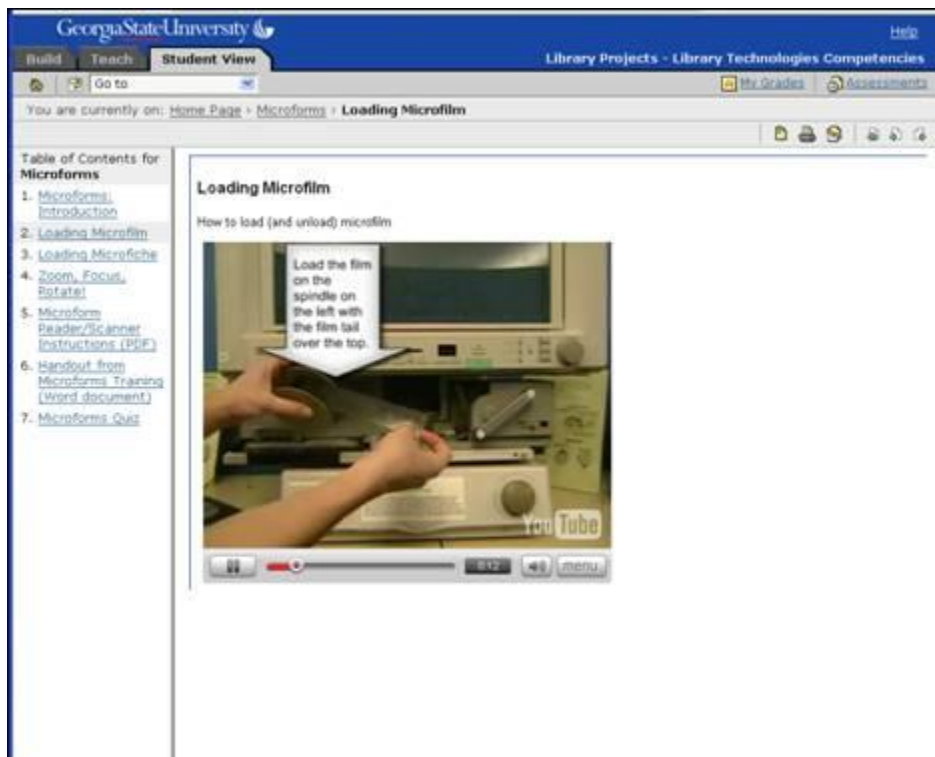 GeorgiaStateUniversity
Help
Build Teach Student View
Library Projects - Library Technologies Competencies
Go to
My Grades Assessments
You are currently on: Home Page › Microforms › Loading Microfilm
Table of Contents for
Microforms
1. Microforms:
Introduction
2. Loading Microfilm
3. Loading Microfiche
4. Zoom, Focus,
Rotate!
5. Microform
Reader/Scanner
Instructions (PDF)
6. Handout from
Microforms Training
(Word document)
7. Microforms Quiz
Loading Microfilm
How to load (and unload) microfilm
Load the film
on the
spindle on
the left with
the film tail
over the top.
YouTube
0:12
menu